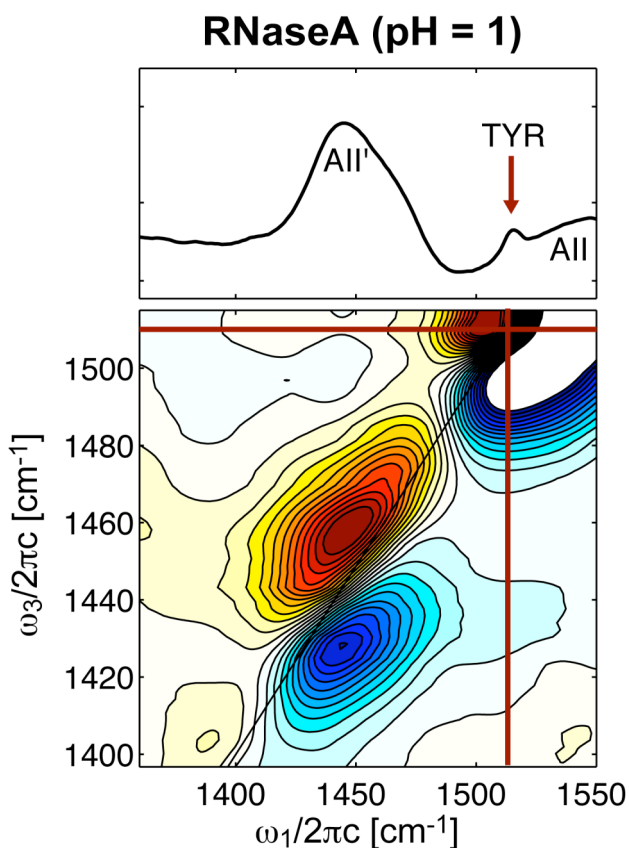 RNaseA (pH = 1)
TYR
AII'
AII
1500
1480
1460
1440
1420
1400
ω3/2πc [cm-1]
1400 1450 1500 1550
ω1/2πc [cm-1]